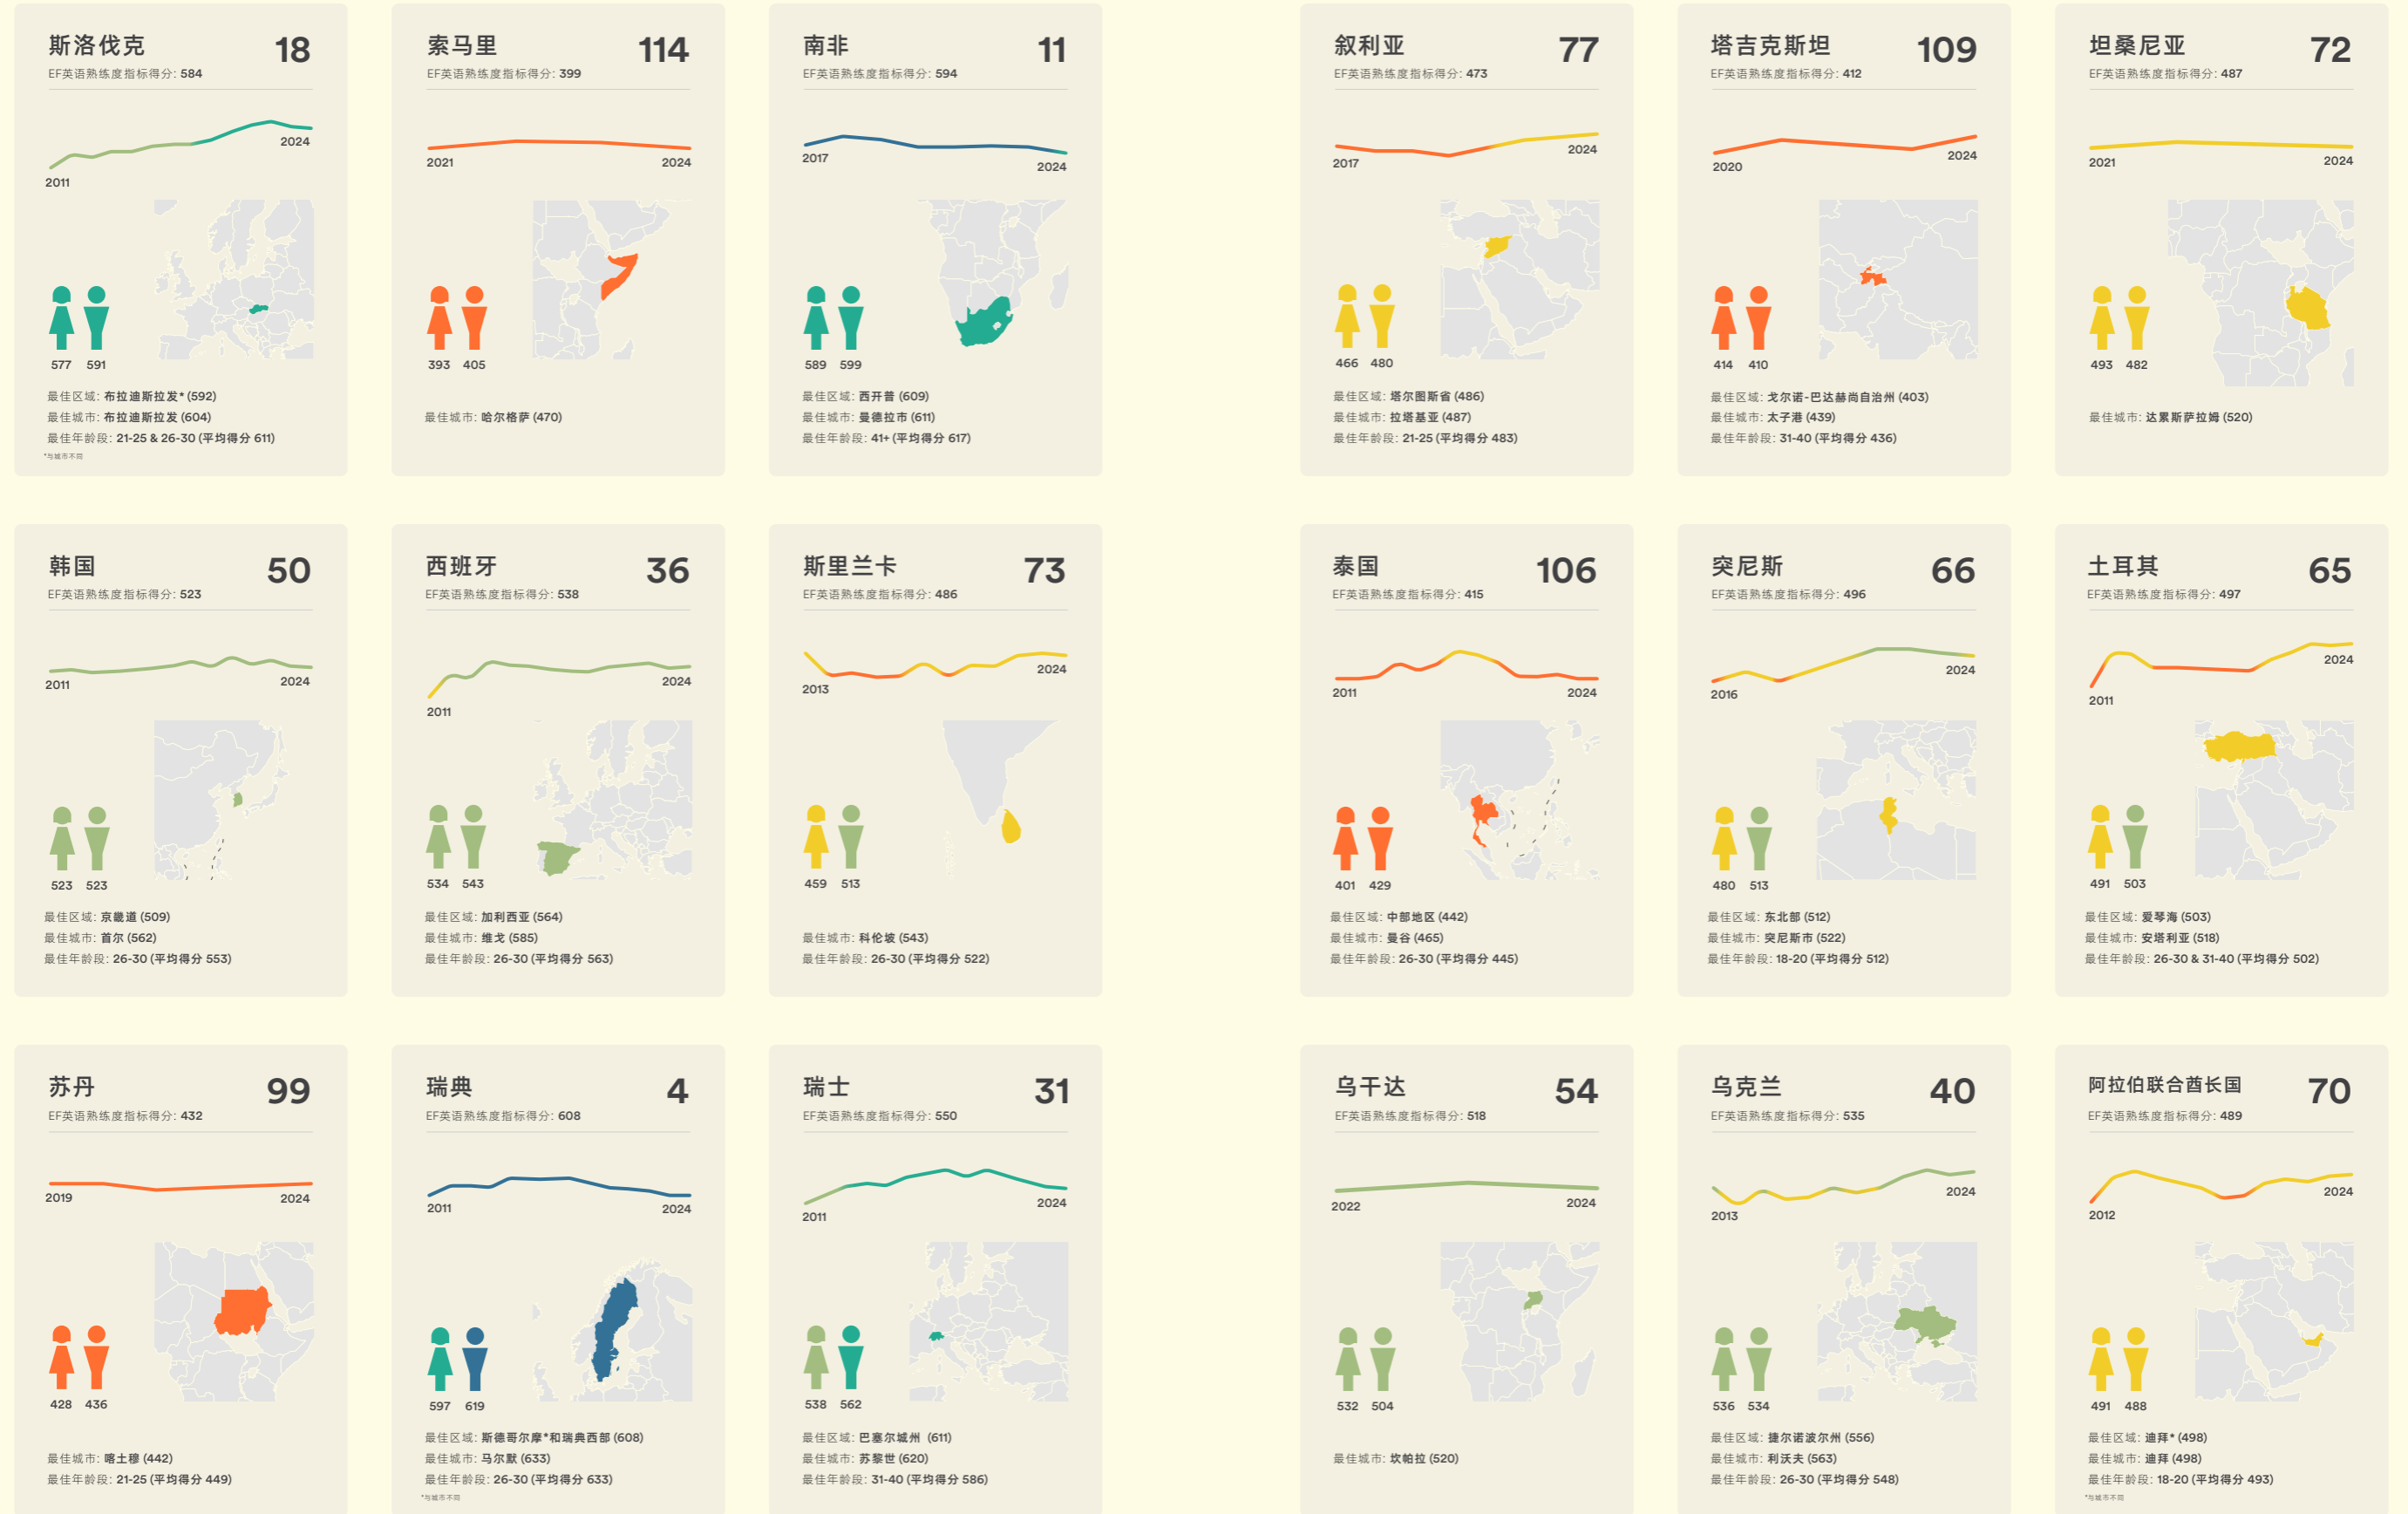 斯洛伐克 18
EF英语熟练度指标得分: 584
2024
2011
577 591
最佳区域: 布拉迪斯拉发* (592)
最佳城市: 布拉迪斯拉发 (604)
最佳年龄段: 21-25 & 26-30 (平均得分 611)
*与城市不同
索马里 114
EF英语熟练度指标得分: 399
2021 2024
393 405
最佳城市: 哈尔格萨 (470)
南非 11
EF英语熟练度指标得分: 594
2017
2024
589 599
最佳区域: 西开普 (609)
最佳城市: 曼德拉市 (611)
最佳年龄段: 41+ (平均得分 617)
叙利亚 77
EF英语熟练度指标得分: 473
2024
2017
466 480
最佳区域: 塔尔图斯省 (486)
最佳城市: 拉塔基亚 (487)
最佳年龄段: 21-25 (平均得分 483)
塔吉克斯坦 109
EF英语熟练度指标得分: 412
2024
2020
414 410
最佳区域: 戈尔诺-巴达赫尚自治州 (403)
最佳城市: 太子港 (439)
最佳年龄段: 31-40 (平均得分 436)
坦桑尼亚 72
EF英语熟练度指标得分: 487
2021 2024
493 482
最佳城市: 达累斯萨拉姆 (520)
韩国 50
EF英语熟练度指标得分: 523
2011 2024
523 523
最佳区域: 京畿道 (509)
最佳城市: 首尔 (562)
最佳年龄段: 26-30 (平均得分 553)
西班牙 36
EF英语熟练度指标得分: 538
2024
2011
534 543
最佳区域: 加利西亚 (564)
最佳城市: 维戈 (585)
最佳年龄段: 26-30 (平均得分 563)
斯里兰卡 73
EF英语熟练度指标得分: 486
2024
2013
459 513
最佳城市: 科伦坡 (543)
最佳年龄段: 26-30 (平均得分 522)
泰国 106
EF英语熟练度指标得分: 415
2011 2024
401 429
最佳区域: 中部地区 (442)
最佳城市: 曼谷 (465)
最佳年龄段: 26-30 (平均得分 445)
突尼斯 66
EF英语熟练度指标得分: 496
2024
2016
480 513
最佳区域: 东北部 (512)
最佳城市: 突尼斯市 (522)
最佳年龄段: 18-20 (平均得分 512)
土耳其 65
EF英语熟练度指标得分: 497
2024
2011
491 503
最佳区域: 爱琴海 (503)
最佳城市: 安塔利亚 (518)
最佳年龄段: 26-30 & 31-40 (平均得分 502)
苏丹 99
EF英语熟练度指标得分: 432
2019 2024
428 436
最佳城市: 喀土穆 (442)
最佳年龄段: 21-25 (平均得分 449)
瑞典 4
EF英语熟练度指标得分: 608
2011 2024
597 619
最佳区域: 斯德哥尔摩*和瑞典西部 (608)
最佳城市: 马尔默 (633)
最佳年龄段: 26-30 (平均得分 633)
*与城市不同
瑞士 31
EF英语熟练度指标得分: 550
2024
2011
538 562
最佳区域: 巴塞尔城州 (611)
最佳城市: 苏黎世 (620)
最佳年龄段: 31-40 (平均得分 586)
乌干达 54
EF英语熟练度指标得分: 518
2022 2024
532 504
最佳城市: 坎帕拉 (520)
乌克兰 40
EF英语熟练度指标得分: 535
2024
2013
536 534
最佳区域: 捷尔诺波尔州 (556)
最佳城市: 利沃夫 (563)
最佳年龄段: 26-30 (平均得分 548)
阿拉伯联合酋长国 70
EF英语熟练度指标得分: 489
2024
2012
491 488
最佳区域: 迪拜* (498)
最佳城市: 迪拜 (498)
最佳年龄段: 18-20 (平均得分 493)
*与城市不同